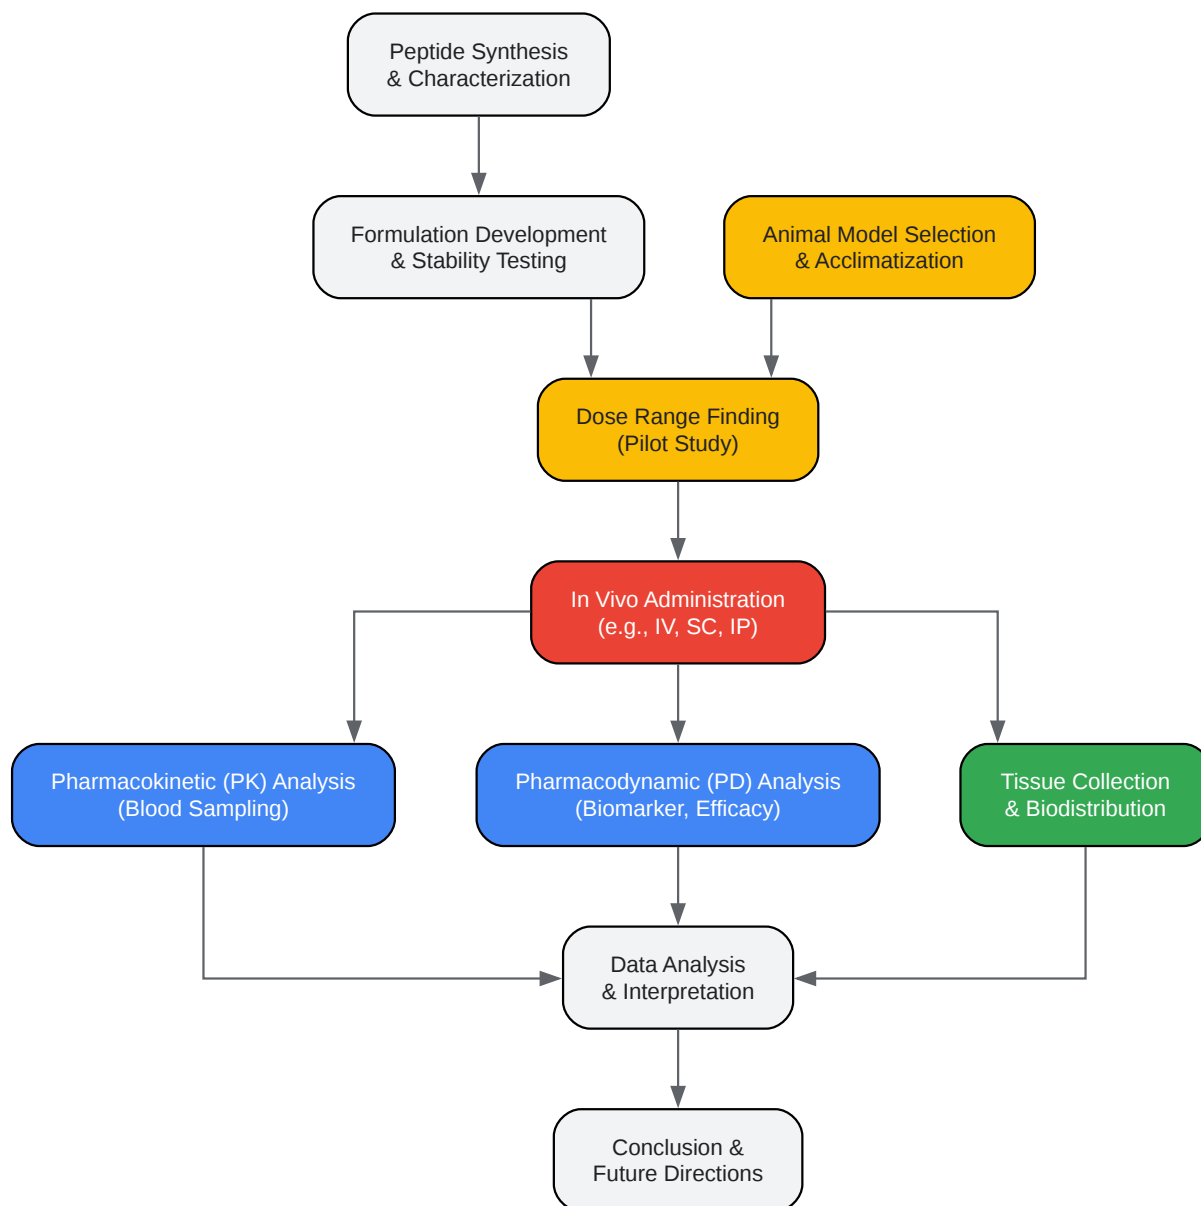 Peptide Synthesis
& Characterization
Formulation Development
& Stability Testing
Animal Model Selection
& Acclimatization
Dose Range Finding
(Pilot Study)
In Vivo Administration
(e.g., IV, SC, IP)
Pharmacokinetic (PK) Analysis
(Blood Sampling)
Pharmacodynamic (PD) Analysis
(Biomarker, Efficacy)
Tissue Collection
& Biodistribution
Data Analysis
& Interpretation
Conclusion &
Future Directions